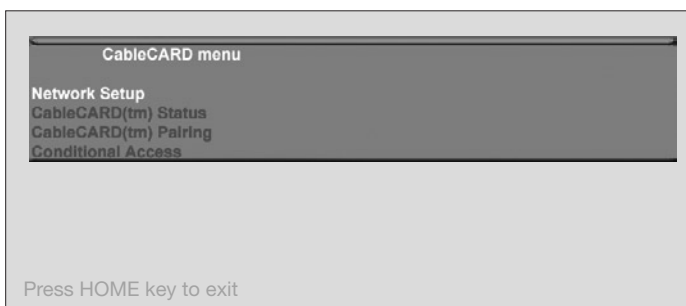 CableCARD menu
Network Setup
CableCARD(tm) Status
CableCARD(tm) Pairing
Conditional Access
Press HOME key to exit